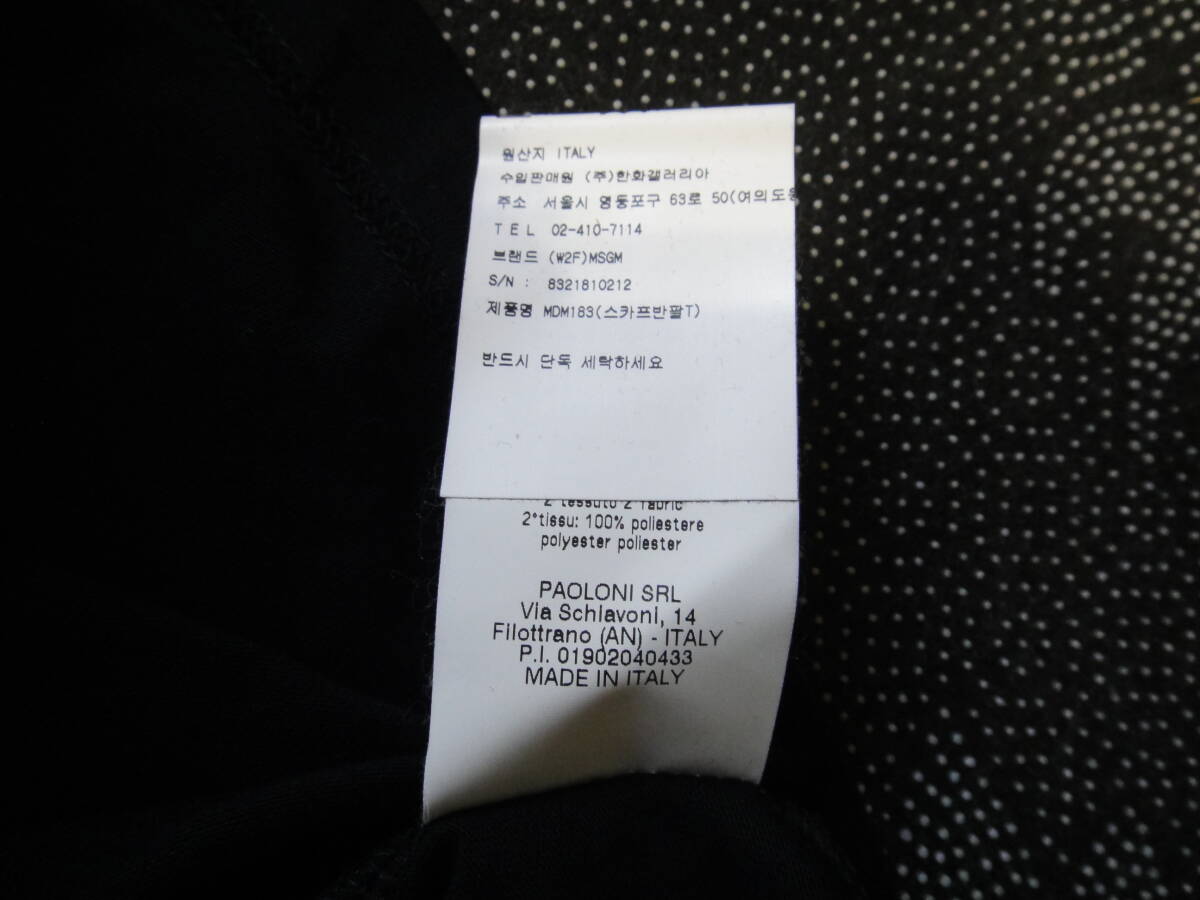 원산지 ITALY
수입판매원 (주)한화갤러리아
주소 서울시 영등포구 63로 50(여의도동
TEL 02-410-7114
브랜드 (W2F)MSGM
S/N : 8321810212
제품명 MDM183(스카프반팔T)
반드시 단독 세탁하세요
2°tissu: 100% poliestere
polyester poliester
PAOLONI SRL
Via Schiavoni, 14
Filottrano (AN) - ITALY
P.I. 01902040433
MADE IN ITALY